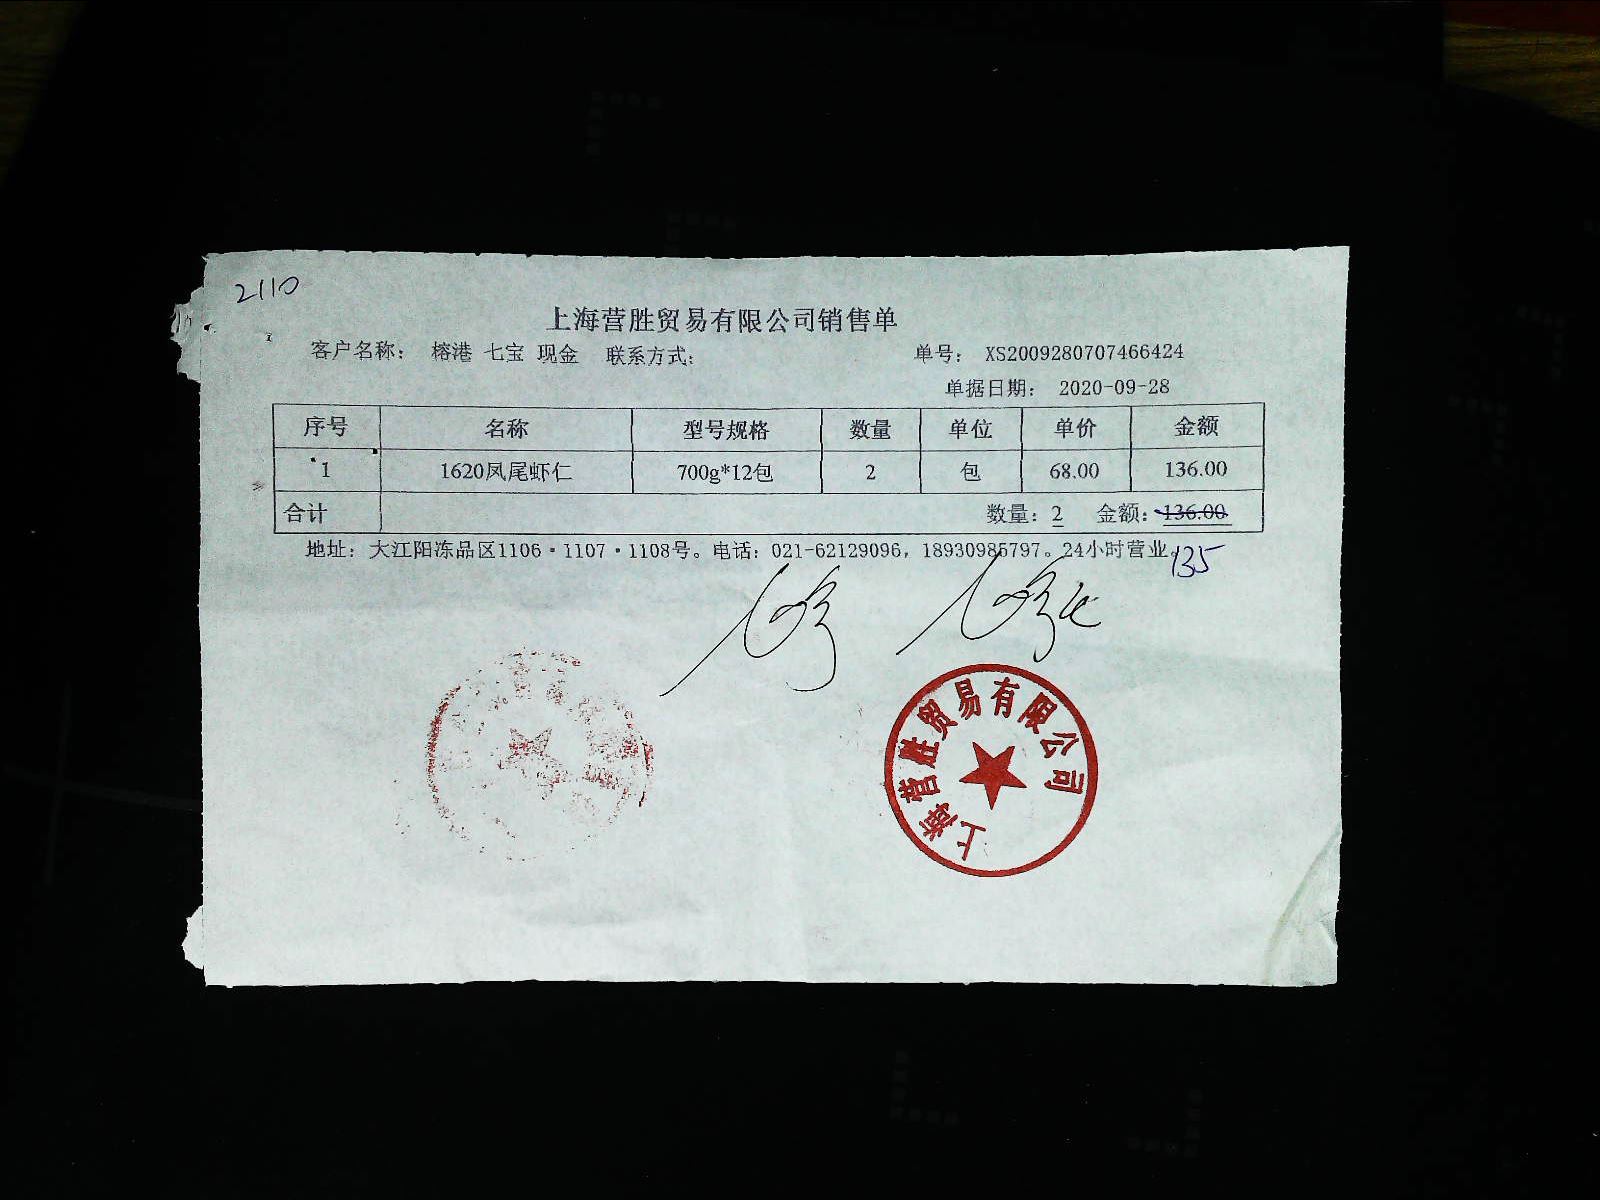 2110
上海营胜贸易有限公司销售单
客户名称： 榕港 七宝 现金 联系方式： 单号： XS2009280707466424
单据日期： 2020-09-28
序号 名称 型号规格 数量 单位 单价 金额
1 1620凤尾虾仁 700g*12包 2 包 68.00 136.00
合计 数量：2 金额：136.00
地址：大江阳冻品区1106·1107·1108号。电话：021-62129096，18930985797。24小时营业。
135
上海营胜贸易有限公司